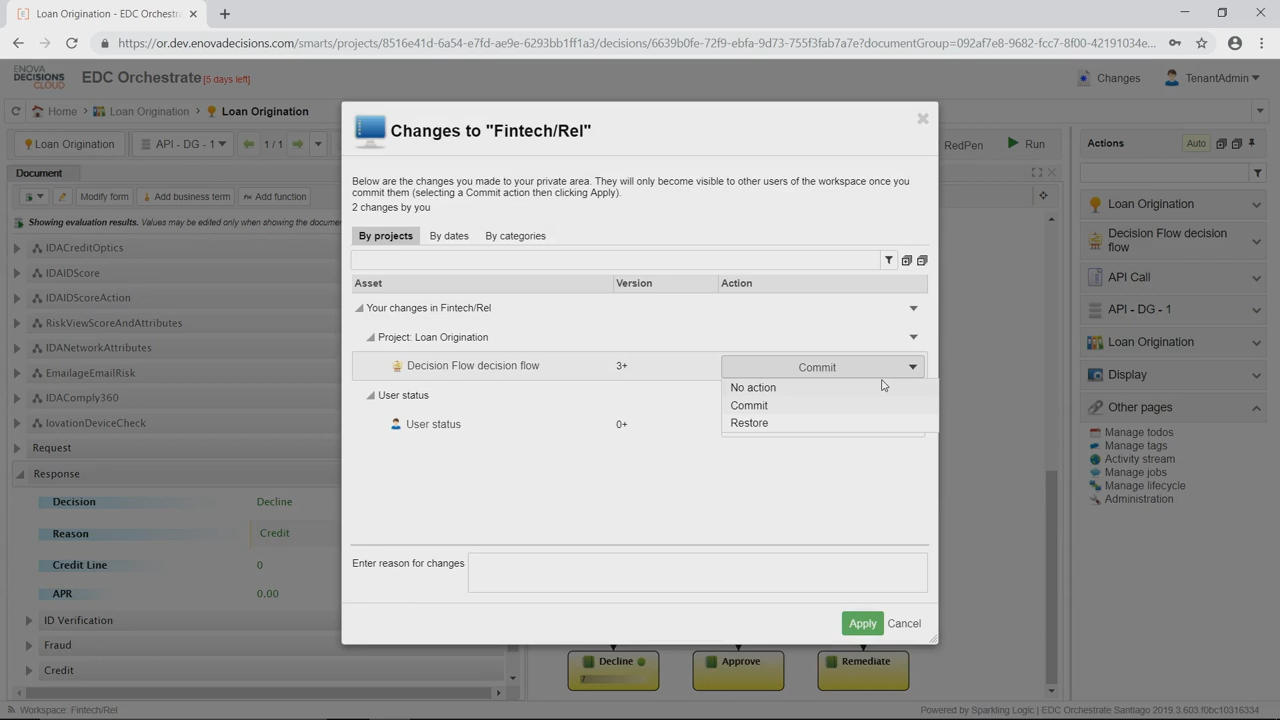 Loan Origination - EDC Orchestr
https://or.dev.enovadecisions.com/smarts/projects/8516e41d-6a54-e7fd-ae9e-6293bb1ff1a3/decisions/6639b0fe-72f9-ebfa-9d73-755f3fab7a7e?documentGroup=092af7e8-9682-fcc7-8f00-42191034e...
ENOVA
DECISIONS
CLOUD
EDC Orchestrate [5 days left]
Changes
TenantAdmin
Home
Loan Origination
Loan Origination
Loan Origination
API - DG - 1
1 / 1
RedPen
Run
Actions
Auto
Document
Modify form
Add business term
Add function
Showing evaluation results. Values may be edited only when showing the docume
IDACreditOptics
IDAIDScore
IDAIDScoreAction
RiskViewScoreAndAttributes
IDANetworkAttributes
EmailageEmailRisk
IDAComply360
IovationDeviceCheck
Request
Response
Decision
Decline
Reason
Credit
Credit Line
0
APR
0.00
ID Verification
Fraud
Credit
Changes to "Fintech/Rel"
Below are the changes you made to your private area. They will only become visible to other users of the workspace once you
commit them (selecting a Commit action then clicking Apply).
2 changes by you
By projects
By dates
By categories
Asset
Version
Action
Your changes in Fintech/Rel
Project: Loan Origination
Decision Flow decision flow
3+
Commit
No action
Commit
Restore
User status
User status
0+
Enter reason for changes
Apply
Cancel
Decline
7
Approve
Remediate
Loan Origination
Decision Flow decision
flow
API Call
API - DG - 1
Loan Origination
Display
Other pages
Manage todos
Manage tags
Activity stream
Manage jobs
Manage lifecycle
Administration
Workspace: Fintech/Rel
Powered by Sparkling Logic | EDC Orchestrate Santiago 2019.3.603.f0bc10316334